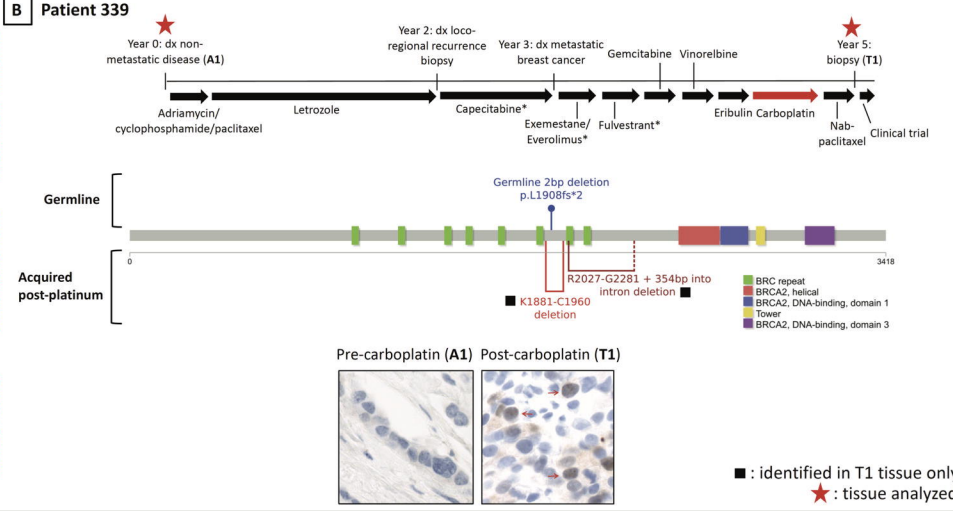 B Patient 339
Year 0: dx non-
metastatic disease (A1)
Year 2: dx loco-
regional recurrence
biopsy
Year 3: dx metastatic
breast cancer
Gemcitabine
Vinorelbine
Year 5:
biopsy (T1)
Adriamycin/
cyclophosphamide/paclitaxel
Letrozole
Capecitabine*
Exemestane/
Everolimus*
Fulvestrant*
Eribulin
Carboplatin
Nab-
paclitaxel
Clinical trial
Germline
Germline 2bp deletion
p.L1908fs*2
0
3418
Acquired
post-platinum
K1881-C1960
deletion
R2027-G2281 + 354bp into
intron deletion
BRC repeat
BRCA2, helical
BRCA2, DNA-binding, domain 1
Tower
BRCA2, DNA-binding, domain 3
Pre-carboplatin (A1)
Post-carboplatin (T1)
: identified in T1 tissue only
: tissue analyzed